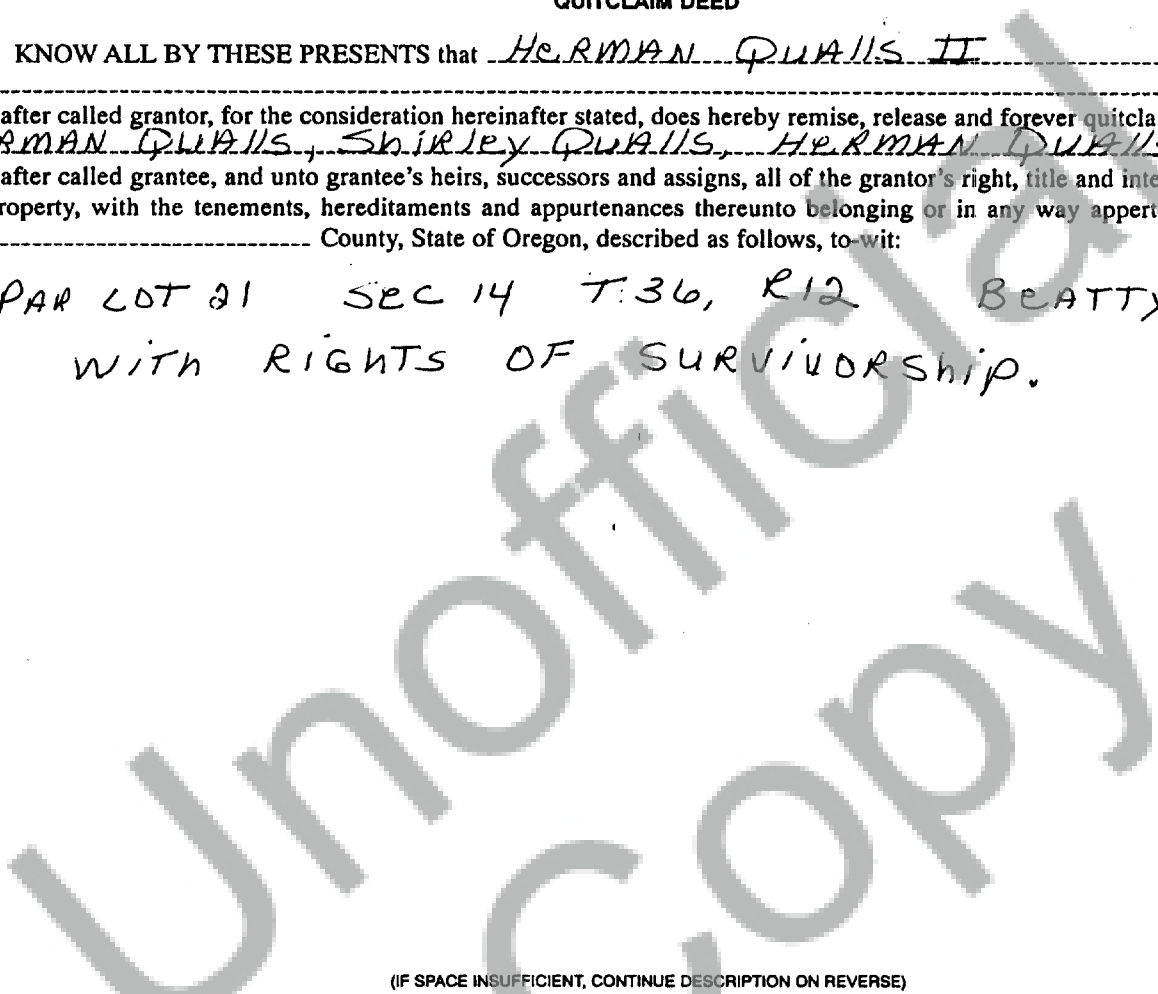 QUITCLAIM DEED
KNOW ALL BY THESE PRESENTS that HERMAN QUALLS II
after called grantor, for the consideration hereinafter stated, does hereby remise, release and forever quitcla
RMAN QUALLS, Shirley QUALLS, HERMAN QUALLS
after called grantee, and unto grantee's heirs, successors and assigns, all of the grantor's right, title and inte
roperty, with the tenements, hereditaments and appurtenances thereunto belonging or in any way appert
County, State of Oregon, described as follows, to-wit:
PAR LOT 21 SEC 14 T.36, R12 BEATTY
WITH RIGHTS OF SURVIVORSHIP.
(IF SPACE INSUFFICIENT, CONTINUE DESCRIPTION ON REVERSE)
Unofficial
Copy